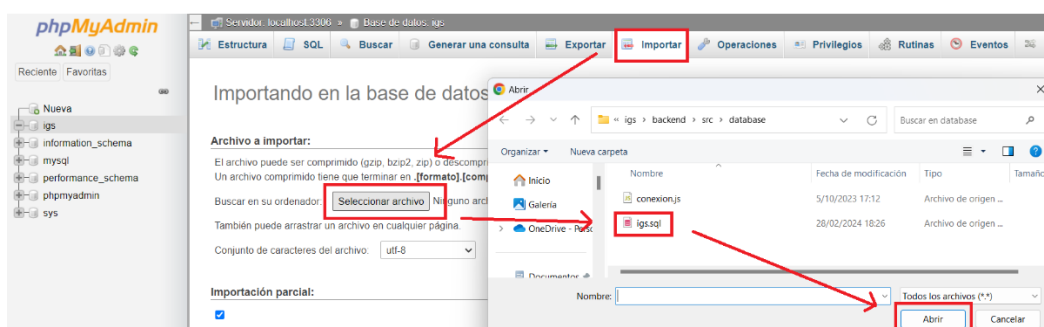 phpMyAdmin
Reciente Favoritas
Nueva
igs
information_schema
mysql
performance_schema
phpmyadmin
sys
Servidor: localhost:3306 » Base de datos: igs
Estructura SQL Buscar Generar una consulta Exportar Importar Operaciones Privilegios Rutinas Eventos
Importando en la base de datos
Archivo a importar:
El archivo puede ser comprimido (gzip, bzip2, zip) o
Un archivo comprimido tiene que terminar en .[formato].
Buscar en su ordenador: Seleccionar archivo Ninguno
También puede arrastrar un archivo en cualquier página.
Conjunto de caracteres del archivo: utf-8
Importación parcial:
Abrir
« igs > backend > src > database
Buscar en database
Organizar Nueva carpeta
Inicio
Galería
OneDrive -
Documentos
Nombre Fecha de modificación Tipo Tamaño
conexion.js 5/10/2023 17:12 Archivo de origen ...
igs.sql 28/02/2024 18:26 Archivo de origen ...
Nombre:
Todos los archivos (*.*)
Abrir Cancelar